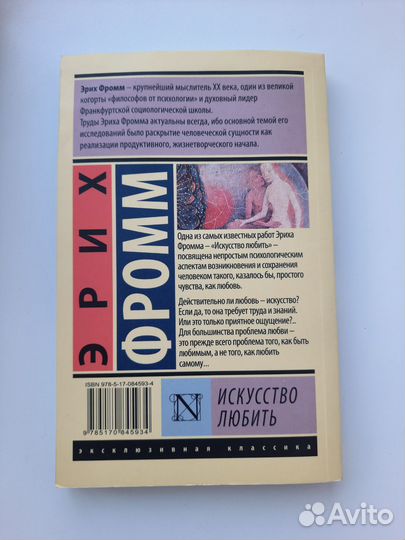 Эрих Фромм – крупнейший мыслитель XX века, один из великой
когорты «философов от психологии» и духовный лидер
Франкфуртской социологической школы.
Труды Эриха Фромма актуальны всегда, ибо основной темой его
исследований было раскрытие человеческой сущности как
реализации продуктивного, жизнетворческого начала.
ЭРИХ
ФРОММ
Одна из самых известных работ Эриха
Фромма – «Искусство любить» –
посвящена непростым психологическим
аспектам возникновения и сохранения
человеком такого, казалось бы, простого
чувства, как любовь.
Действительно ли любовь – искусство?
Если да, то она требует труда и знаний.
Или это только приятное ощущение?..
Для большинства проблема любви –
это прежде всего проблема того, как быть
любимым, а не того, как любить
самому...
ISBN 978-5-17-084593-4
9 785170 845934
N
ИСКУССТВО
ЛЮБИТЬ
эксклюзивная классика
Avito